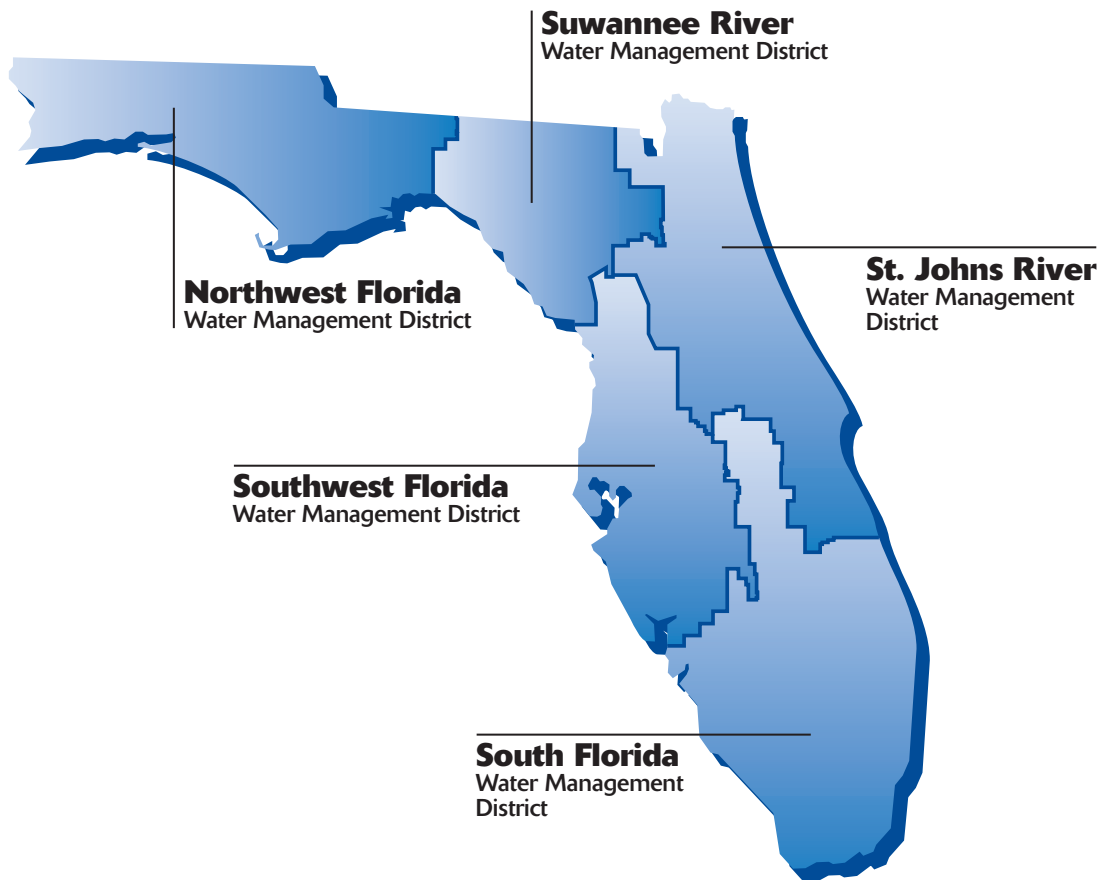 Suwannee River
Water Management District
St. Johns River
Water Management
District
Northwest Florida
Water Management District
Southwest Florida
Water Management District
South Florida
Water Management
District